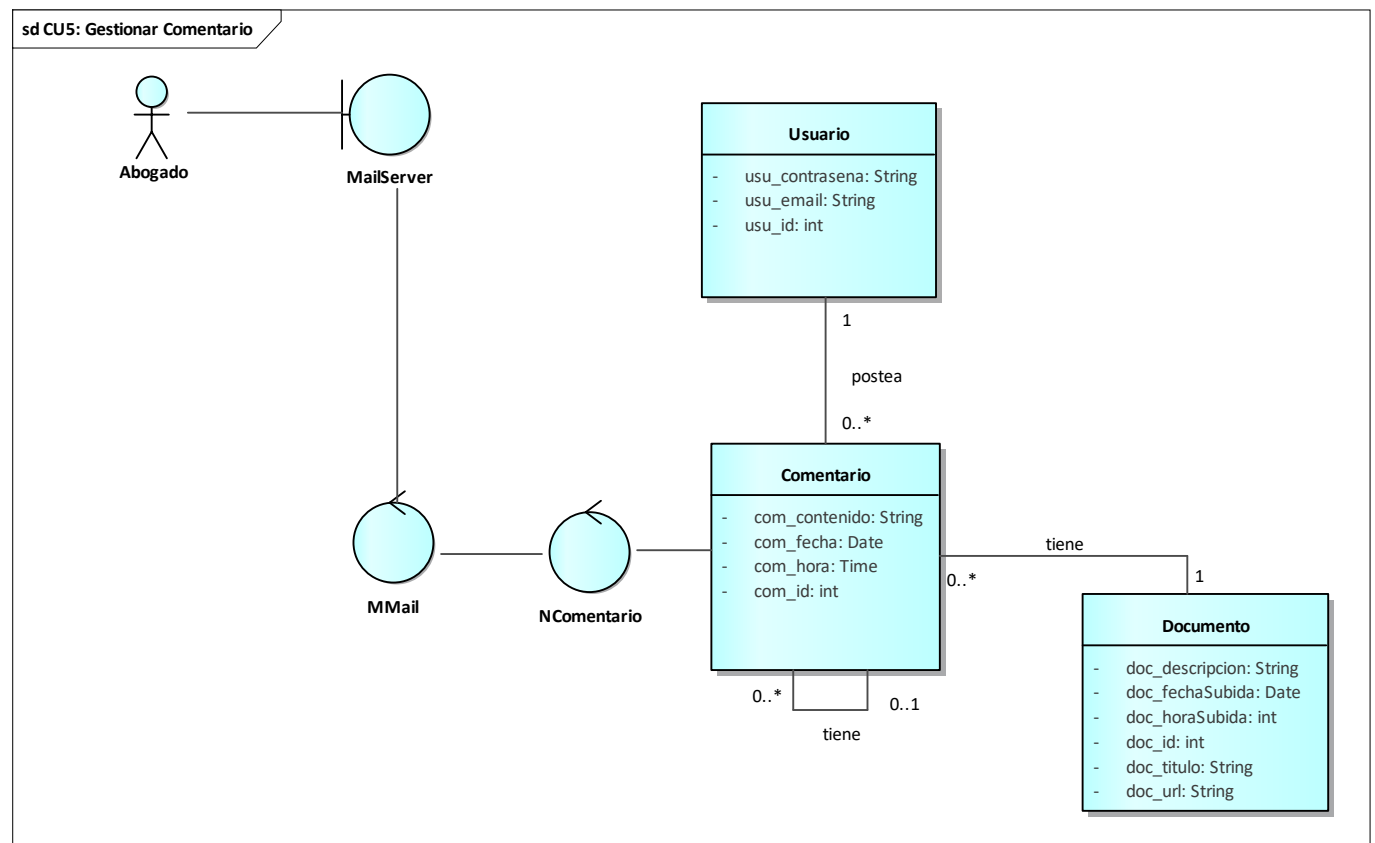 sd CU5: Gestionar Comentario
Abogado
MailServer
Usuario
- usu_contrasena: String
- usu_email: String
- usu_id: int
1
postea
0..*
Comentario
- com_contenido: String
- com_fecha: Date
- com_hora: Time
- com_id: int
tiene
0..*
1
MMail
NComentario
0..*
0..1
tiene
Documento
- doc_descripcion: String
- doc_fechaSubida: Date
- doc_horaSubida: int
- doc_id: int
- doc_titulo: String
- doc_url: String